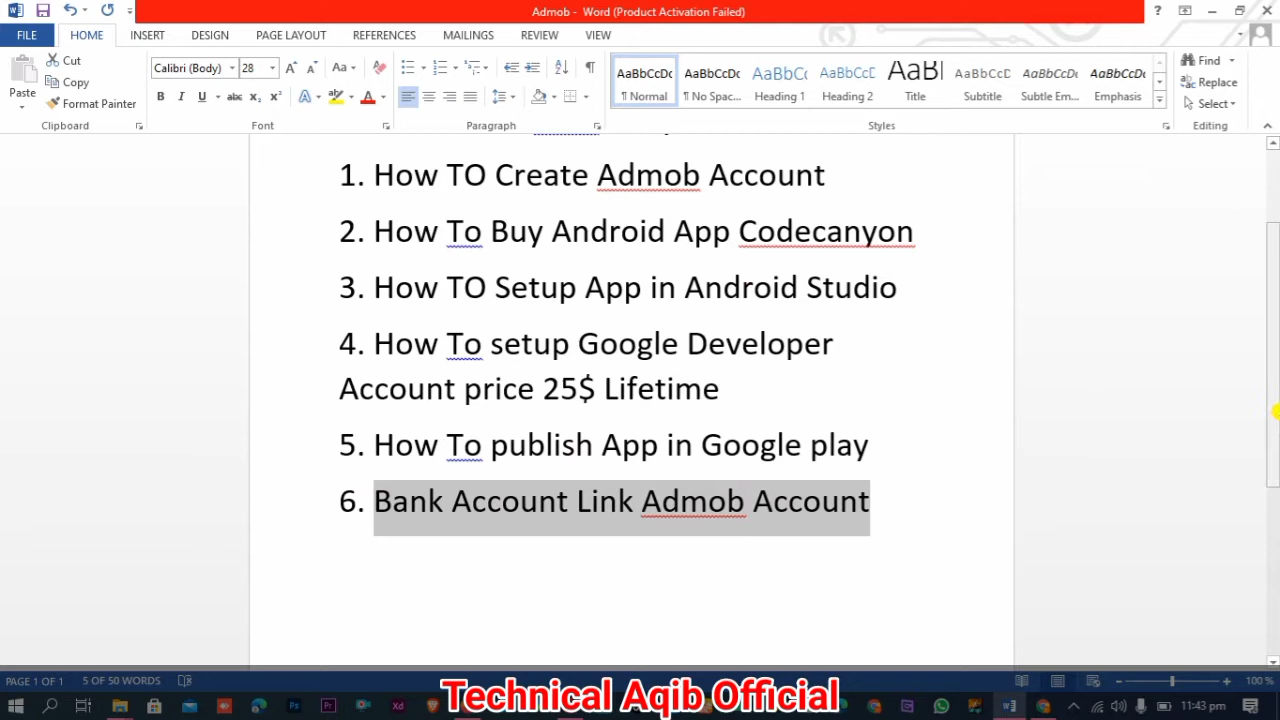 Admob - Word (Product Activation Failed)
FILE HOME INSERT DESIGN PAGE LAYOUT REFERENCES MAILINGS REVIEW VIEW
Paste
Cut
Copy
Format Painter
Clipboard
Calibri (Body) 28
Font
Paragraph
AaBbCcDc AaBbCcDc AaBbCc AaBbCcC AaBl AaBbCcD AaBbCcDc AaBbCcDc
¶ Normal ¶ No Spac... Heading 1 Heading 2 Title Subtitle Subtle Em... Emphasis
Styles
Find
Replace
Select
Editing
1. How TO Create Admob Account
2. How To Buy Android App Codecanyon
3. How TO Setup App in Android Studio
4. How To setup Google Developer
Account price 25$ Lifetime
5. How To publish App in Google play
6. Bank Account Link Admob Account
PAGE 1 OF 1 5 OF 50 WORDS 100 %
Technical Aqib Official
11:43 pm